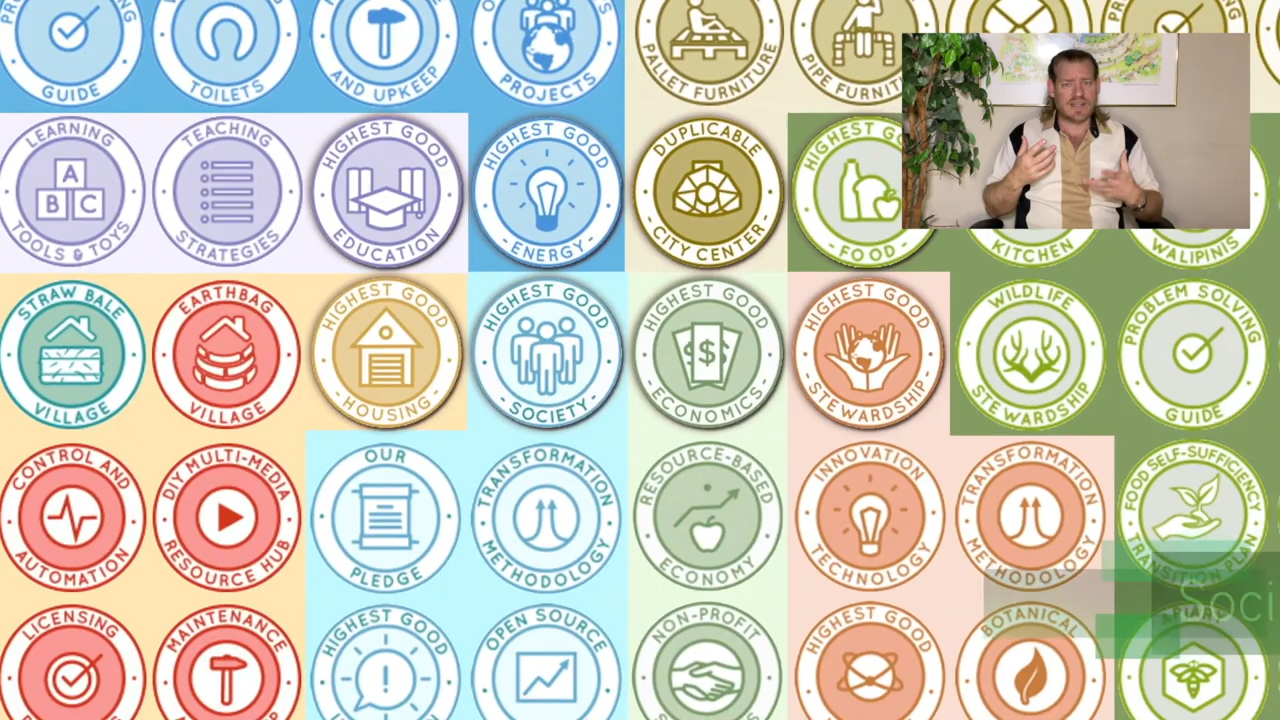 GUIDE
TOILETS
AND UPKEEP
PROJECTS
PALLET FURNITURE
LEARNING
TOOLS & TOYS
A
B C
TEACHING
STRATEGIES
HIGHEST GOOD
EDUCATION
HIGHEST GOOD
ENERGY
DUPLICABLE
CITY CENTER
FOOD
KITCHEN
WALIPINIS
STRAW BALE
VILLAGE
EARTHBAG
VILLAGE
HIGHEST GOOD
HOUSING
HIGHEST GOOD
SOCIETY
HIGHEST GOOD
$$$
ECONOMICS
HIGHEST GOOD
STEWARDSHIP
WILDLIFE
STEWARDSHIP
PROBLEM SOLVING
GUIDE
CONTROL AND
AUTOMATION
DIY MULTI-MEDIA
RESOURCE HUB
OUR
PLEDGE
TRANSFORMATION
METHODOLOGY
RESOURCE-BASED
ECONOMY
INNOVATION
TECHNOLOGY
TRANSFORMATION
METHODOLOGY
FOOD SELF-SUFFICIENCY
TRANSITION PLAN
Soci
LICENSING
MAINTENANCE
HIGHEST GOOD
OPEN SOURCE
NON-PROFIT
HIGHEST GOOD
BOTANICAL